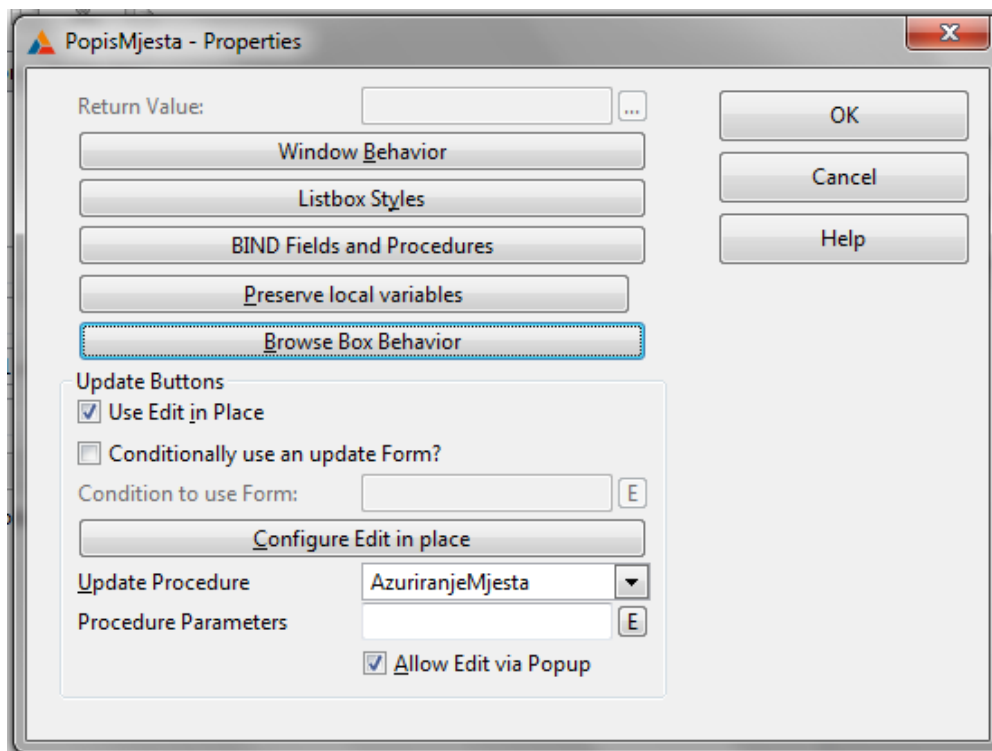 PopisMjesta - Properties
Return Value:
...
OK
Window Behavior
Cancel
Listbox Styles
Help
BIND Fields and Procedures
Preserve local variables
Browse Box Behavior
Update Buttons
Use Edit in Place
Conditionally use an update Form?
Condition to use Form:
E
Configure Edit in place
Update Procedure
AzuriranjeMjesta
Procedure Parameters
E
Allow Edit via Popup